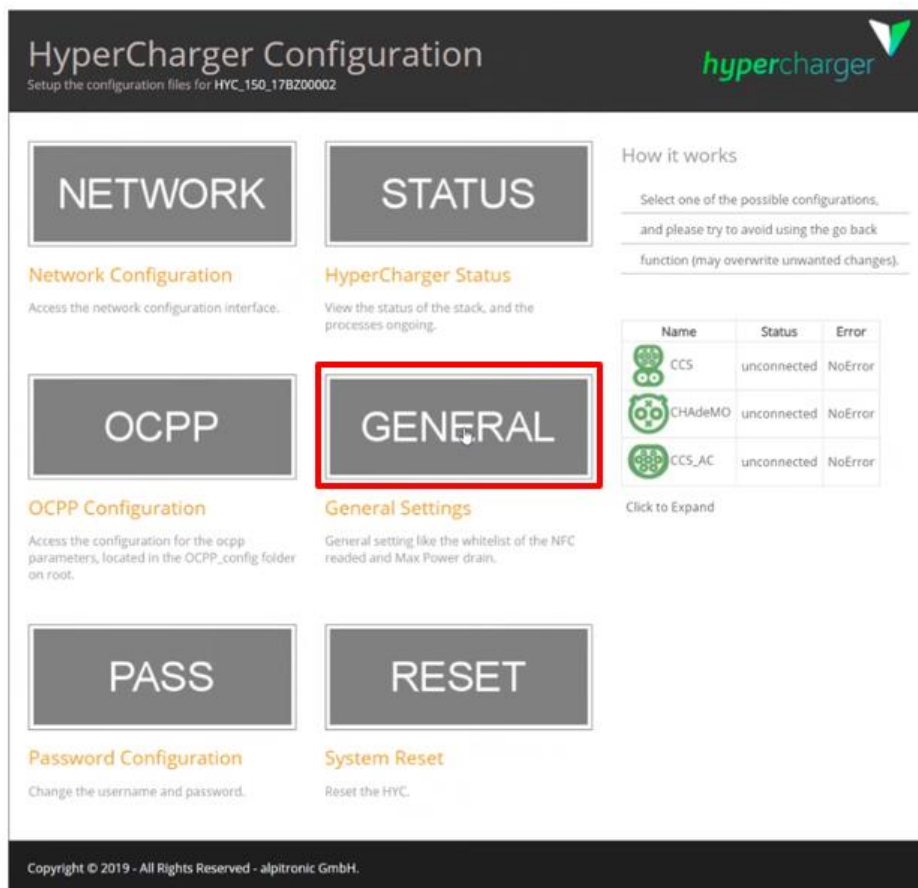 HyperCharger Configuration
Setup the configuration files for HYC_150_17BZ00002
hypercharger
NETWORK
Network Configuration
Access the network configuration interface.
STATUS
HyperCharger Status
View the status of the stack, and the
processes ongoing.
OCPP
OCPP Configuration
Access the configuration for the ocpp
parameters, located in the OCPP_config folder
on root.
GENERAL
General Settings
General setting like the whitelist of the NFC
readed and Max Power drain.
PASS
Password Configuration
Change the username and password.
RESET
System Reset
Reset the HYC.
How it works
Select one of the possible configurations,
and please try to avoid using the go back
function (may overwrite unwanted changes).
Name Status Error
CCS unconnected NoError
CHAdeMO unconnected NoError
CCS_AC unconnected NoError
Click to Expand
Copyright © 2019 - All Rights Reserved - alpitronic GmbH.